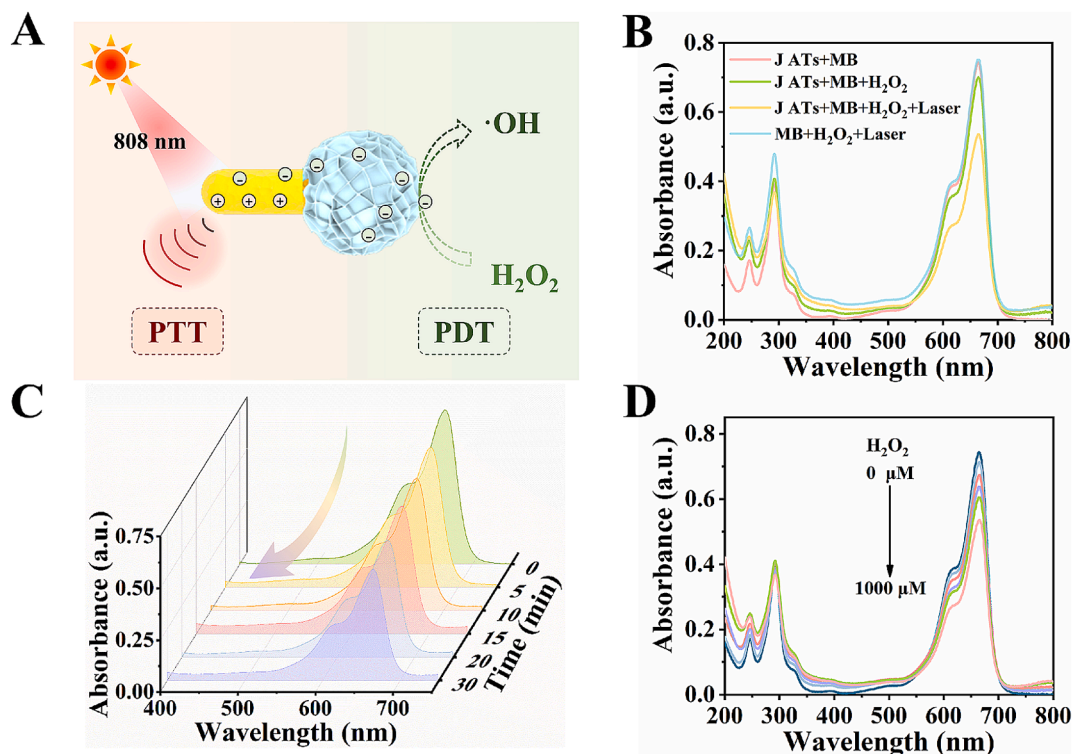 A
808 nm
·OH
H₂O₂
PTT
PDT
B
J ATs+MB
J ATs+MB+H₂O₂
J ATs+MB+H₂O₂+Laser
MB+H₂O₂+Laser
Absorbance (a.u.)
0.8
0.6
0.4
0.2
0.0
200 300 400 500 600 700 800
Wavelength (nm)
C
Absorbance (a.u.)
0.75
0.50
0.25
0.00
400 500 600 700
Wavelength (nm)
0
5
10
15
20
30
Time (min)
D
H₂O₂
0 μM
1000 μM
Absorbance (a.u.)
0.8
0.6
0.4
0.2
0.0
200 300 400 500 600 700 800
Wavelength (nm)